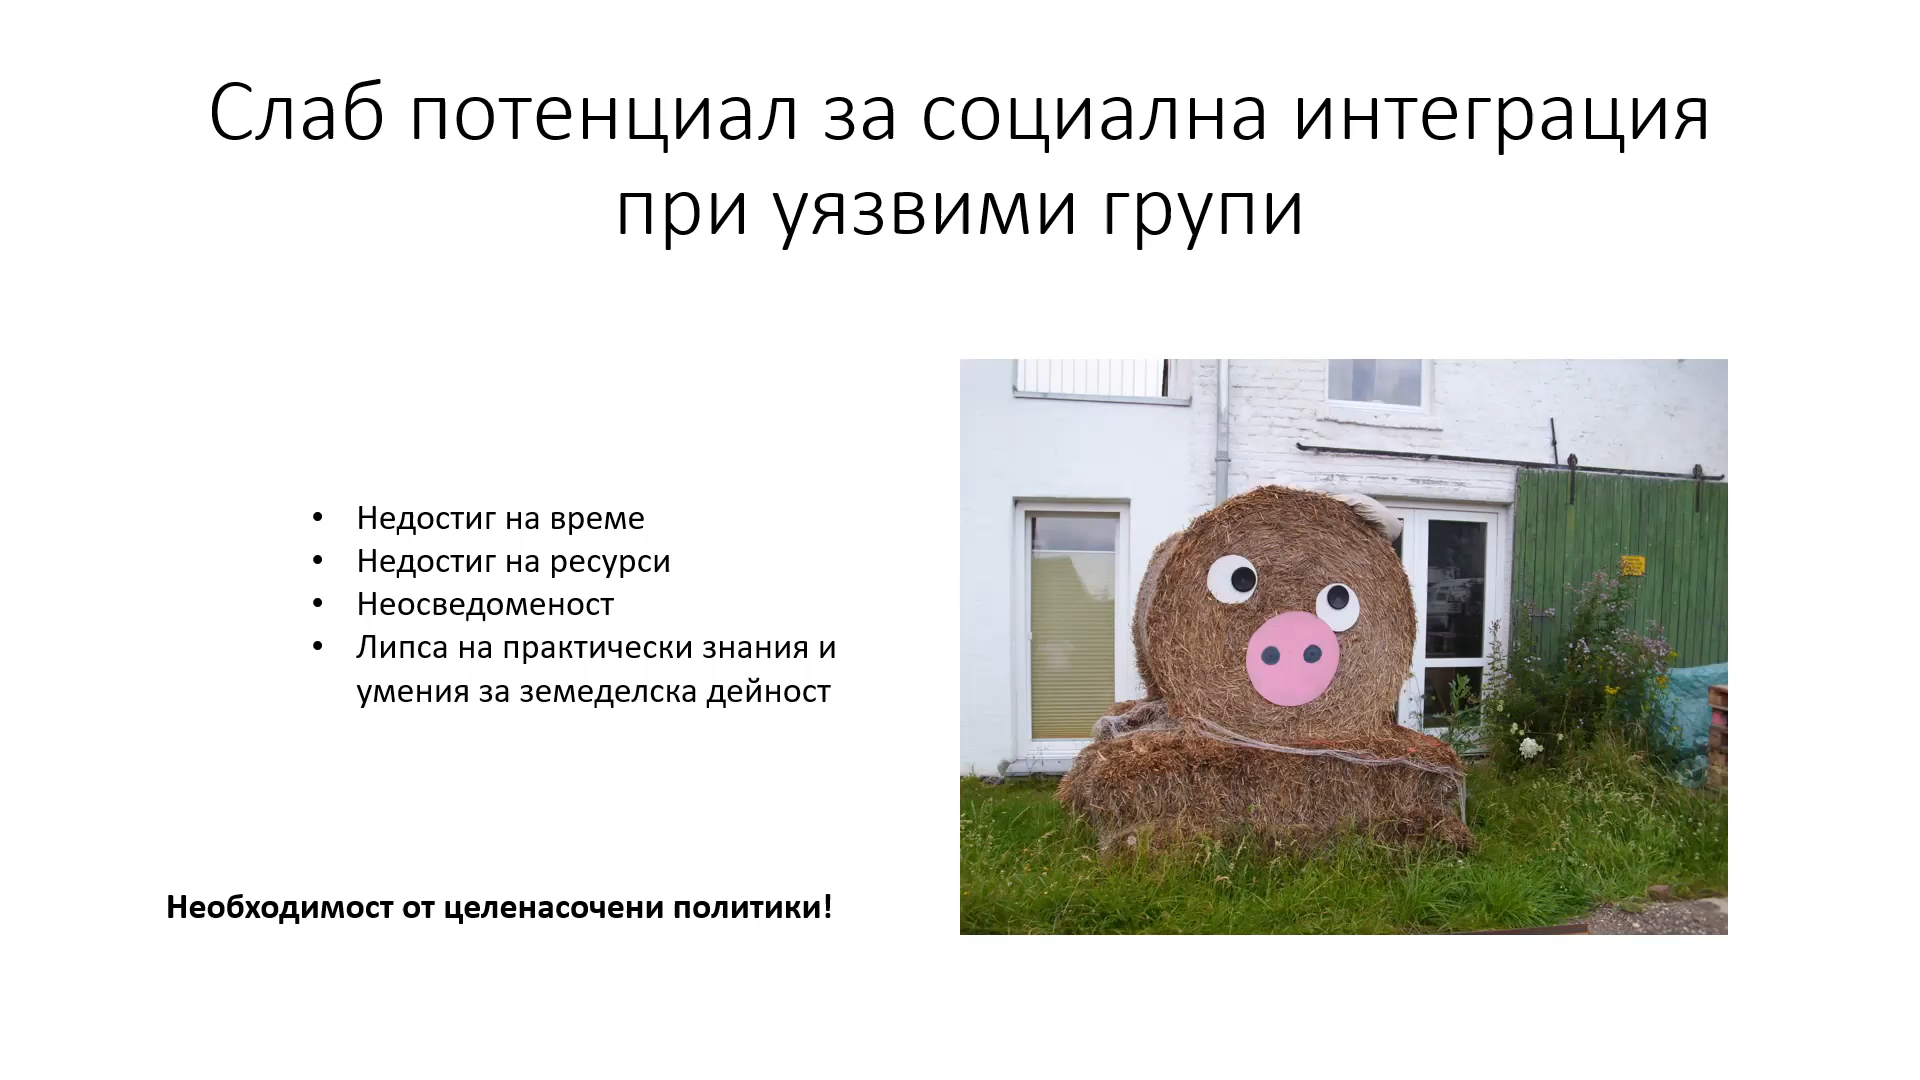 Слаб потенциал за социална интеграция
при уязвими групи
• Недостиг на време
• Недостиг на ресурси
• Неосведоменост
• Липса на практически знания и
умения за земеделска дейност
Необходимост от целенасочени политики!